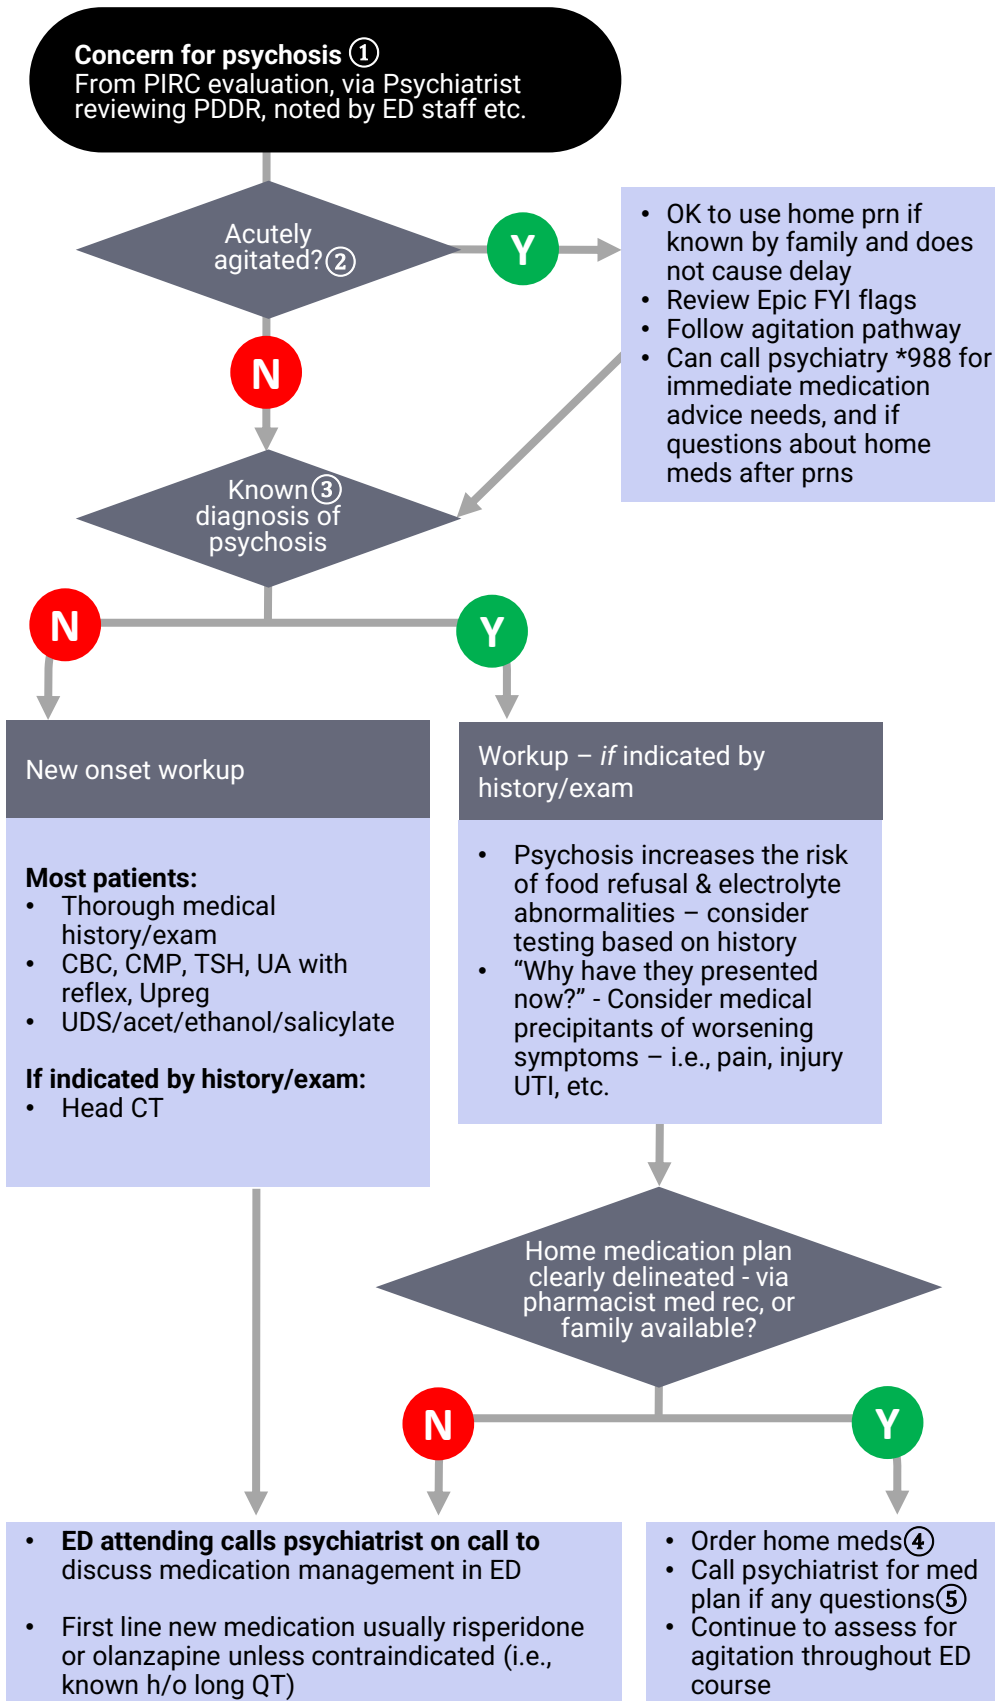 Concern for psychosis ①
From PIRC evaluation, via Psychiatrist
reviewing PDDR, noted by ED staff etc.
Acutely
agitated?②
Y
• OK to use home prn if
known by family and does
not cause delay
• Review Epic FYI flags
• Follow agitation pathway
• Can call psychiatry *988 for
immediate medication
advice needs, and if
questions about home
meds after prns
N
Known③
diagnosis of
psychosis
N
Y
New onset workup
Most patients:
• Thorough medical
history/exam
• CBC, CMP, TSH, UA with
reflex, Upreg
• UDS/acet/ethanol/salicylate
If indicated by history/exam:
• Head CT
Workup – if indicated by
history/exam
• Psychosis increases the risk
of food refusal & electrolyte
abnormalities – consider
testing based on history
• “Why have they presented
now?” - Consider medical
precipitants of worsening
symptoms – i.e., pain, injury
UTI, etc.
Home medication plan
clearly delineated - via
pharmacist med rec, or
family available?
N
Y
• ED attending calls psychiatrist on call to
discuss medication management in ED
• First line new medication usually risperidone
or olanzapine unless contraindicated (i.e.,
known h/o long QT)
• Order home meds④
• Call psychiatrist for med
plan if any questions⑤
• Continue to assess for
agitation throughout ED
course